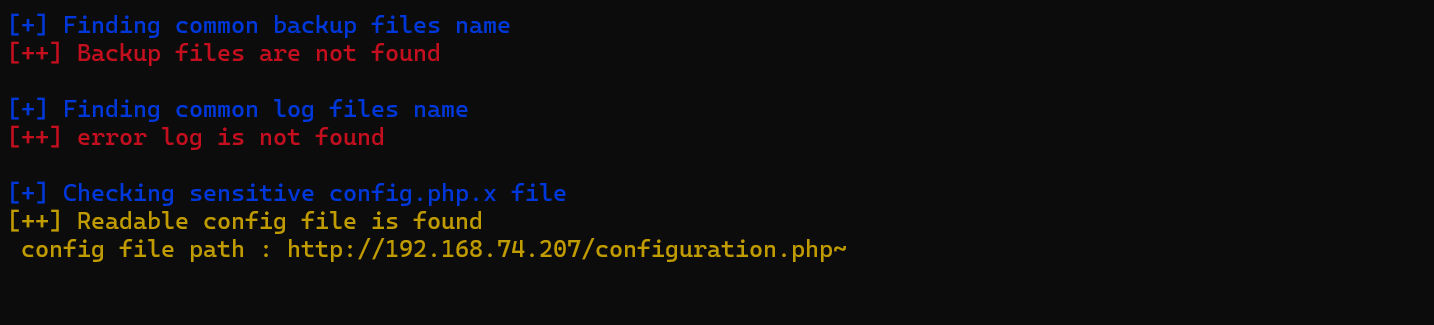 [+] Finding common backup files name
[++] Backup files are not found
[+] Finding common log files name
[++] error log is not found
[+] Checking sensitive config.php.x file
[++] Readable config file is found
config file path : http://192.168.74.207/configuration.php~